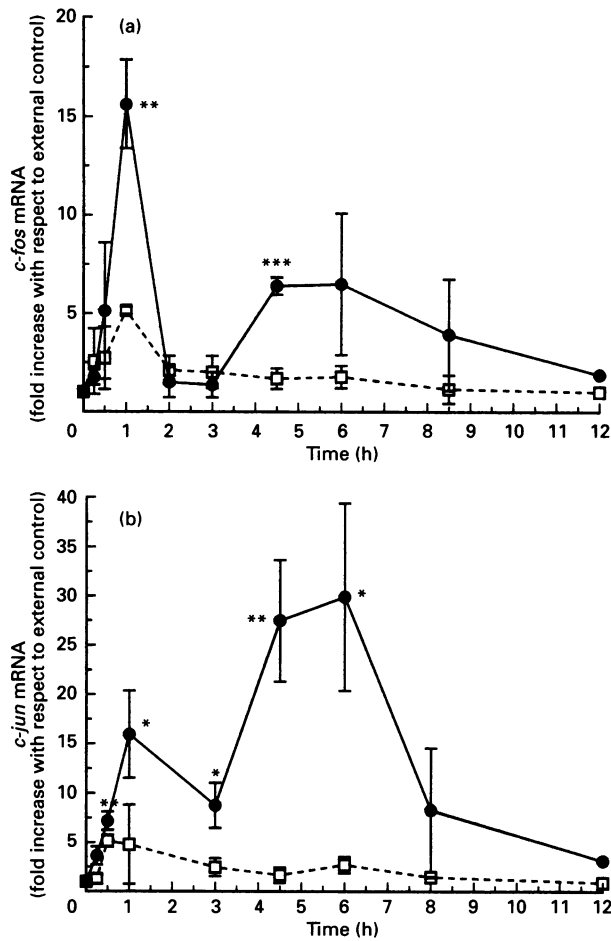 (a)
c-fos mRNA
(fold increase with respect to external control)
20
15
10
5
**
***
0 1 2 3 4 5 6 7 8 9 10 11 12
Time (h)
(b)
c-jun mRNA
(fold increase with respect to external control)
40
35
30
25
20
15
10
5
**
*
*
**
*
0 1 2 3 4 5 6 7 8 9 10 11 12
Time (h)